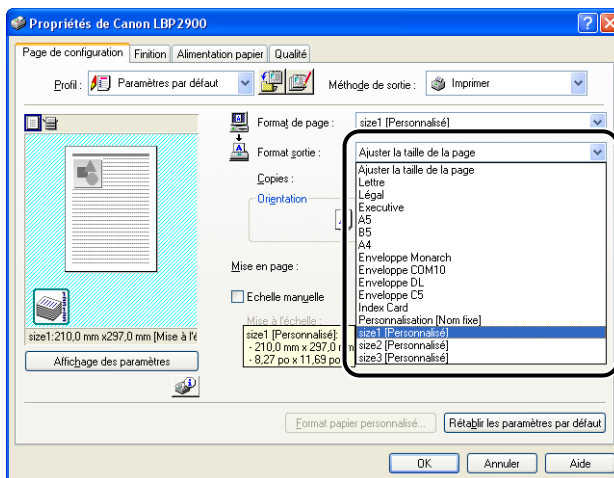 Propriétés de Canon LBP2900
Page de configuration Finition Alimentation papier Qualité
Profil : Paramètres par défaut Méthode de sortie : Imprimer
Format de page : size1 [Personnalisé]
Format sortie : Ajuster la taille de la page
Ajuster la taille de la page
Lettre
Légal
Executive
A5
B5
A4
Enveloppe Monarch
Enveloppe COM10
Enveloppe DL
Enveloppe C5
Index Card
Personnalisation [Nom fixe]
size1 [Personnalisé]
size2 [Personnalisé]
size3 [Personnalisé]
Copies :
Orientation
Mise en page :
Echelle manuelle
Mise à l'échelle :
size1 [Personnalisé]:
- 210,0 mm x 297,0 mm
- 8,27 po x 11,69 po
size1:210,0 mm x297,0 mm [Mise à l'é
Affichage des paramètres
Format papier personnalisé... Rétablir les paramètres par défaut
OK Annuler Aide